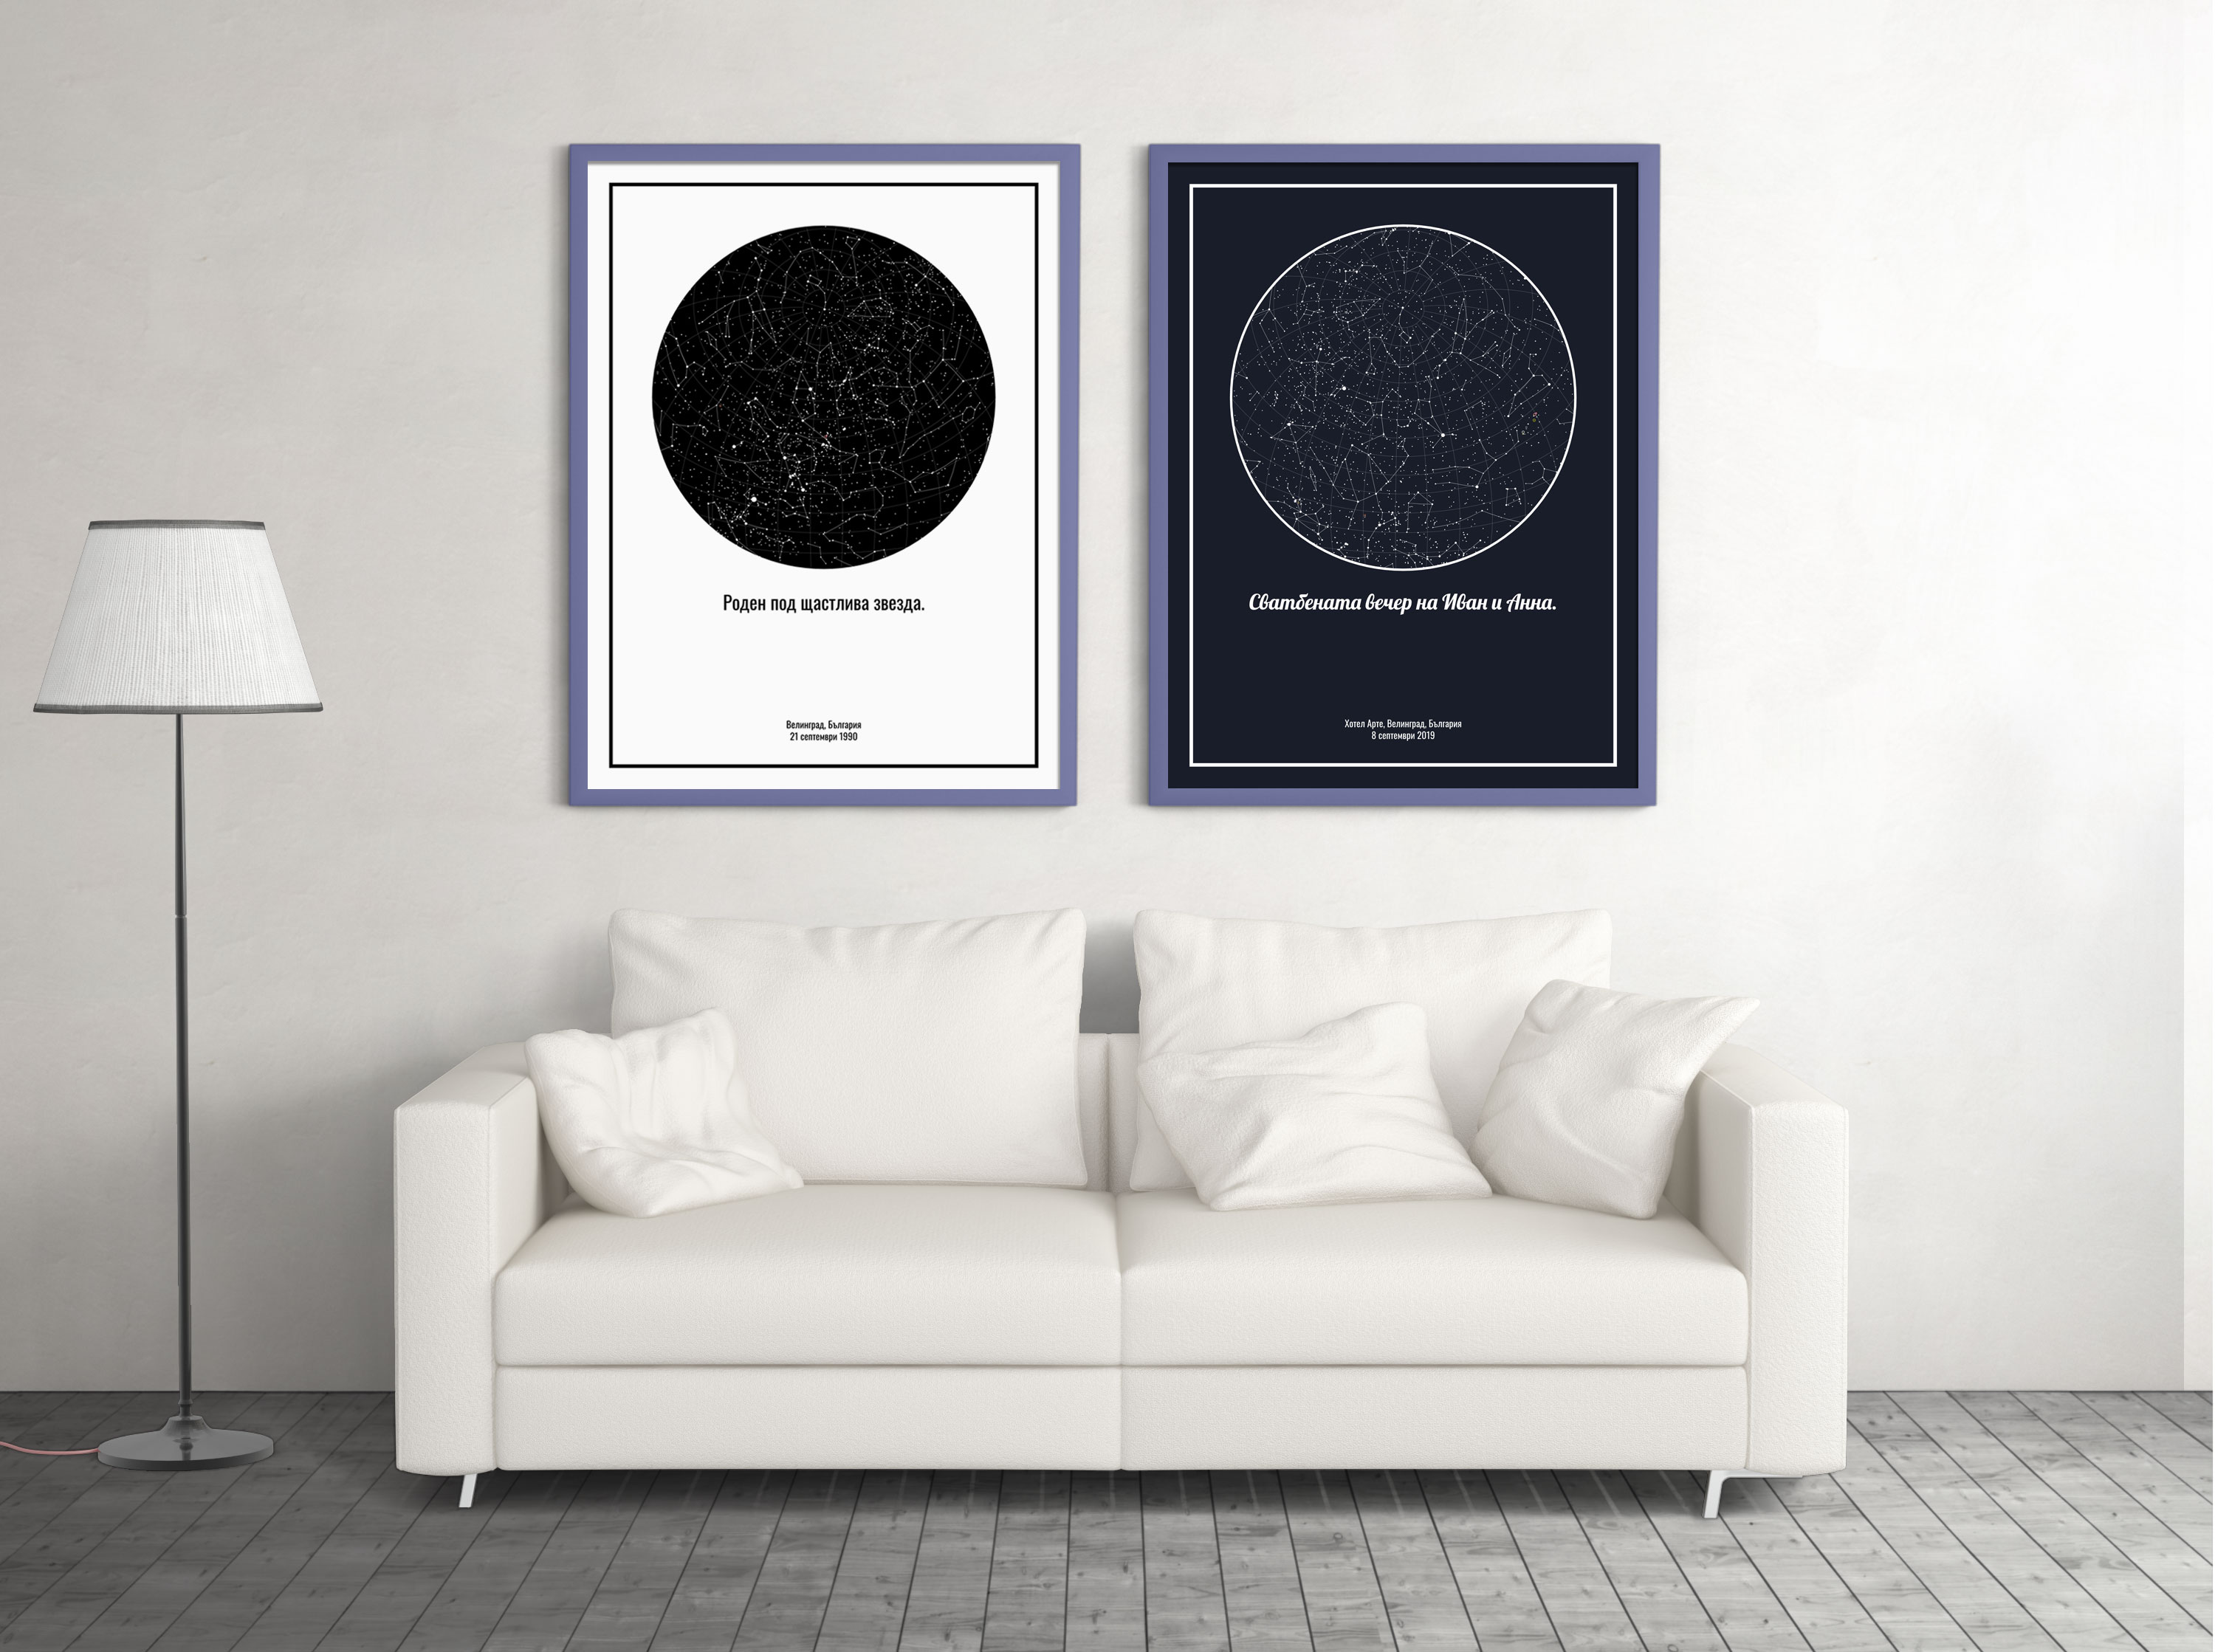 Роден под щастлива звезда.
Велинград, България
21 септември 1990
Сватбената вечер на Иван и Анна.
Хотел Арте, Велинград, България
8 септември 2019